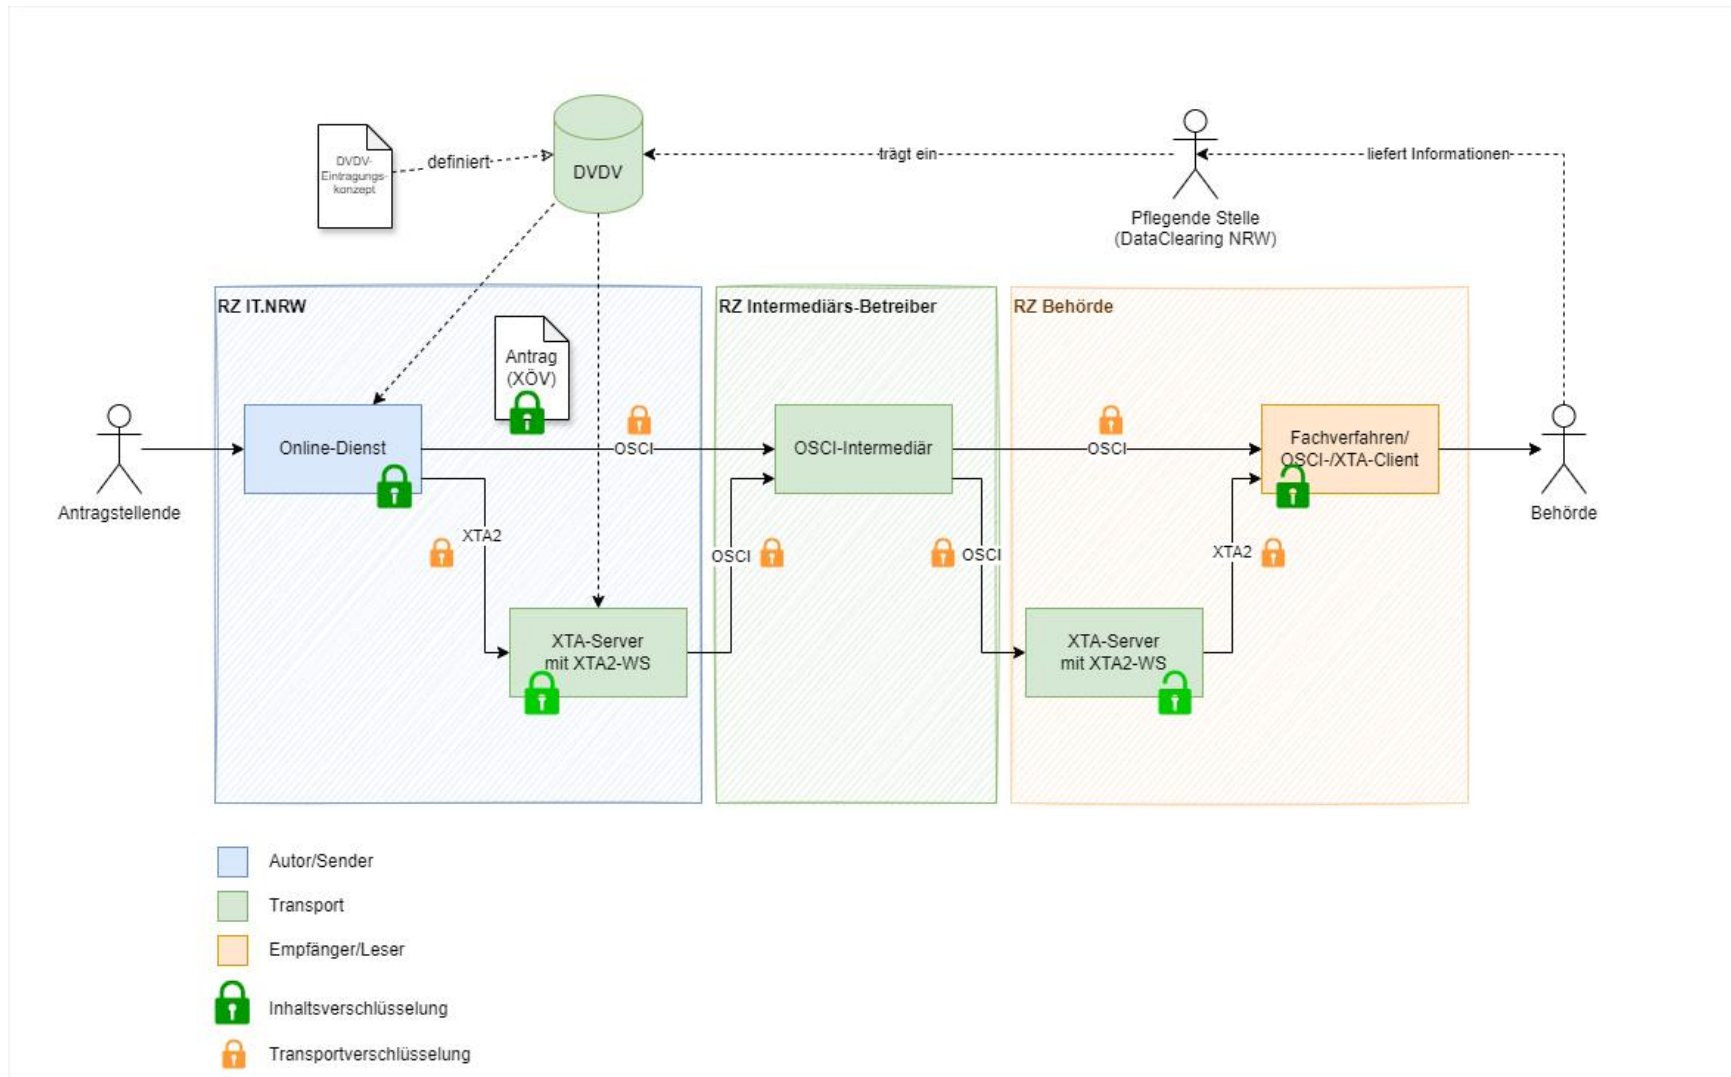 DVDV-
Eintragungs-
konzept
definiert
DVDV
trägt ein
liefert Informationen
Pflegende Stelle
(DataClearing NRW)
RZ IT.NRW
RZ Intermediärs-Betreiber
RZ Behörde
Antrag
(XÖV)
Antragstellende
Online-Dienst
OSCI
OSCI-Intermediär
OSCI
Fachverfahren/
OSCI-/XTA-Client
Behörde
XTA2
OSCI
OSCI
XTA2
XTA-Server
mit XTA2-WS
XTA-Server
mit XTA2-WS
Autor/Sender
Transport
Empfänger/Leser
Inhaltsverschlüsselung
Transportverschlüsselung